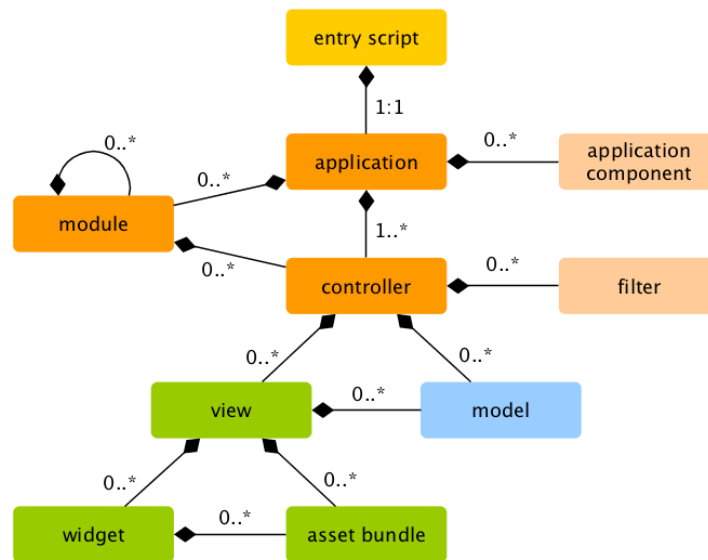 entry script
1:1
0..*
0..*
application
application
component
0..*
module
1..*
0..*
controller
0..*
filter
0..*
0..*
view
0..*
model
0..*
0..*
widget
0..*
asset bundle